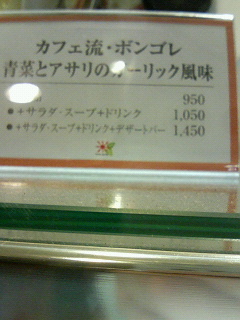 カフェ流・ボンゴレ
青菜とアサリのガーリック風味
950
●+サラダ・スープ+ドリンク 1,050
●+サラダ・スープ+ドリンク+デザートバー 1,450